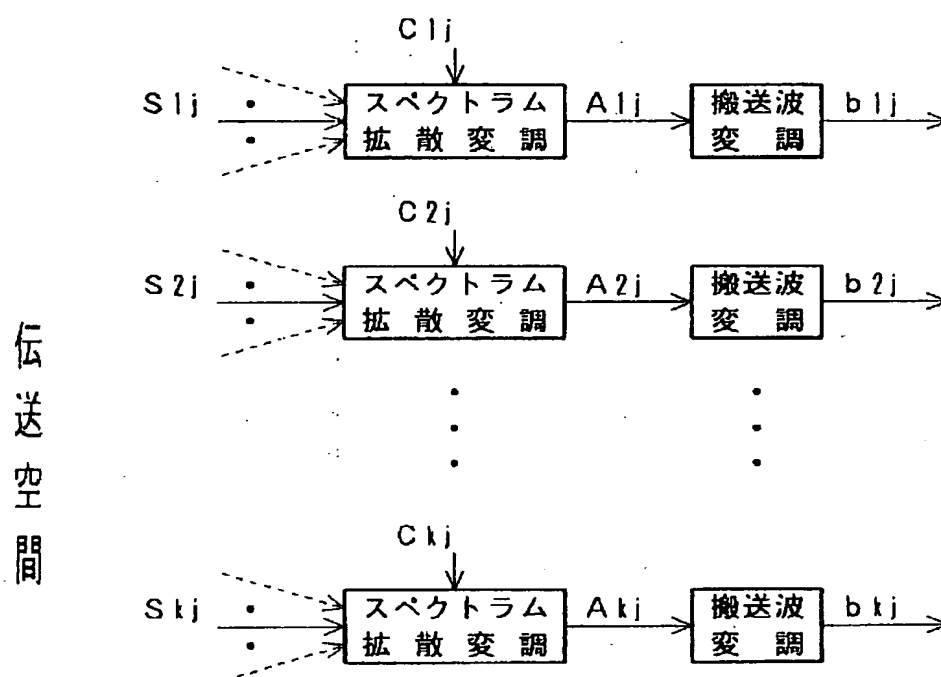 C1j
S1j
スペクトラム
拡散変調
A1j
搬送波
変調
b1j
C2j
S2j
スペクトラム
拡散変調
A2j
搬送波
変調
b2j
伝送空間
Ckj
Skj
スペクトラム
拡散変調
Akj
搬送波
変調
bkj